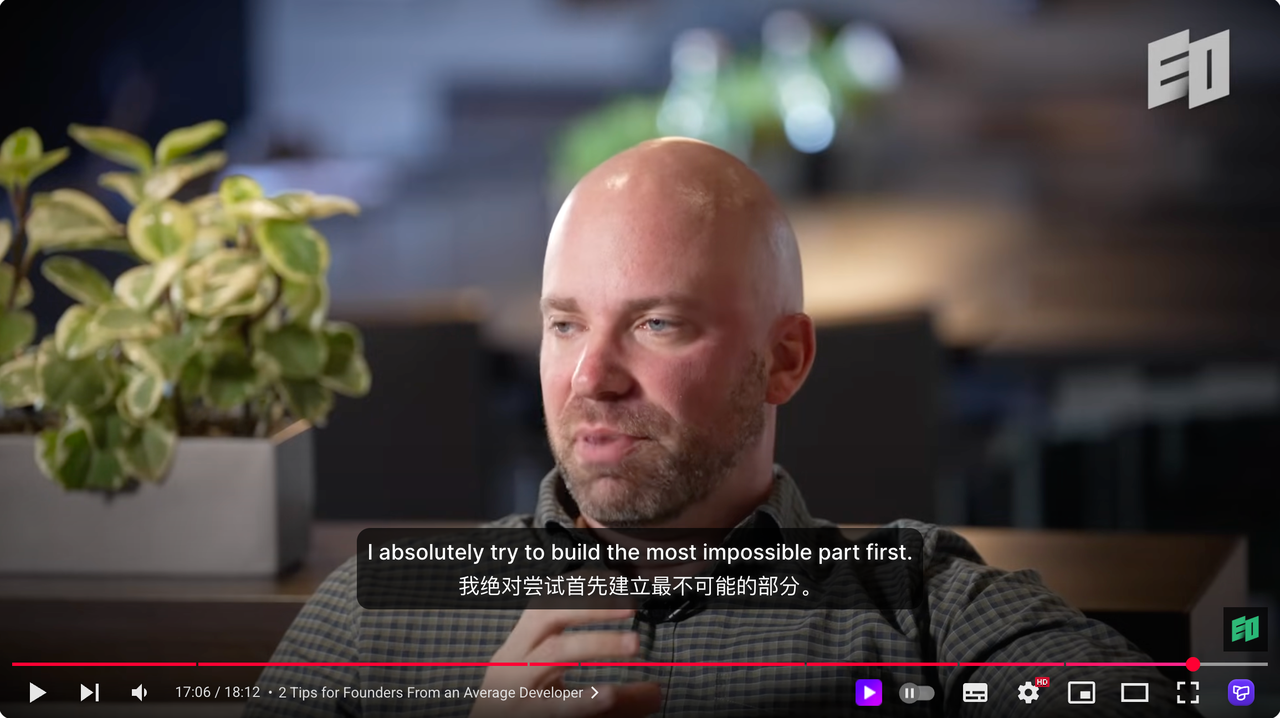 EO
I absolutely try to build the most impossible part first.
我绝对尝试首先建立最不可能的部分。
EO
17:06 / 18:12 • 2 Tips for Founders From an Average Developer
HD